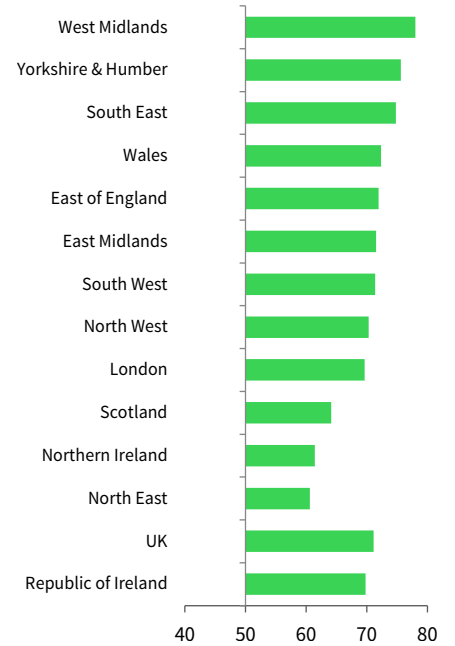 West Midlands
Yorkshire & Humber
South East
Wales
East of England
East Midlands
South West
North West
London
Scotland
Northern Ireland
North East
UK
Republic of Ireland
40 50 60 70 80